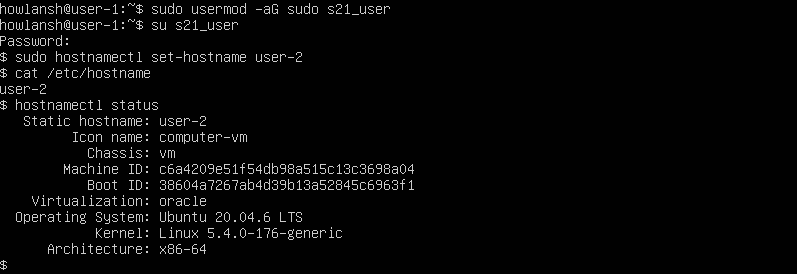 howlansh@user-1:~$ sudo usermod -aG sudo s21_user
howlansh@user-1:~$ su s21_user
Password:
$ sudo hostnamectl set-hostname user-2
$ cat /etc/hostname
user-2
$ hostnamectl status
Static hostname: user-2
Icon name: computer-vm
Chassis: vm
Machine ID: c6a4209e51f54db98a515c13c3698a04
Boot ID: 38604a7267ab4d39b13a52845c6963f1
Virtualization: oracle
Operating System: Ubuntu 20.04.6 LTS
Kernel: Linux 5.4.0-176-generic
Architecture: x86-64
$